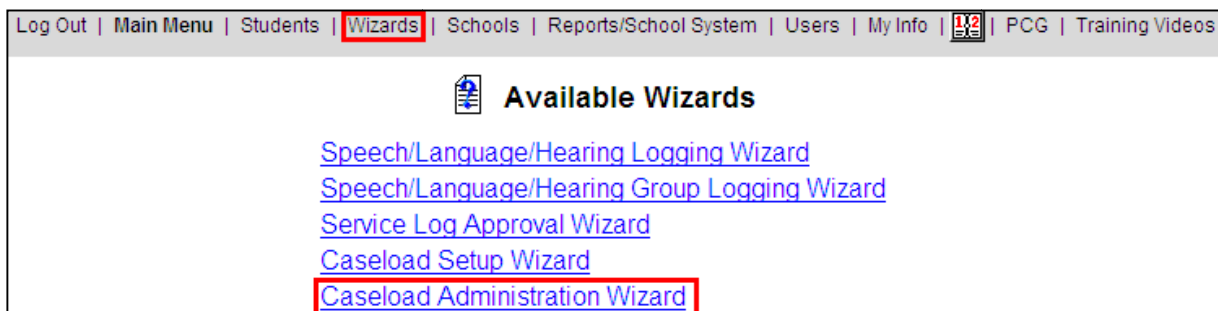 Log Out | Main Menu | Students | Wizards | Schools | Reports/School System | Users | My Info | 1 2 | PCG | Training Videos
Available Wizards
Speech/Language/Hearing Logging Wizard
Speech/Language/Hearing Group Logging Wizard
Service Log Approval Wizard
Caseload Setup Wizard
Caseload Administration Wizard